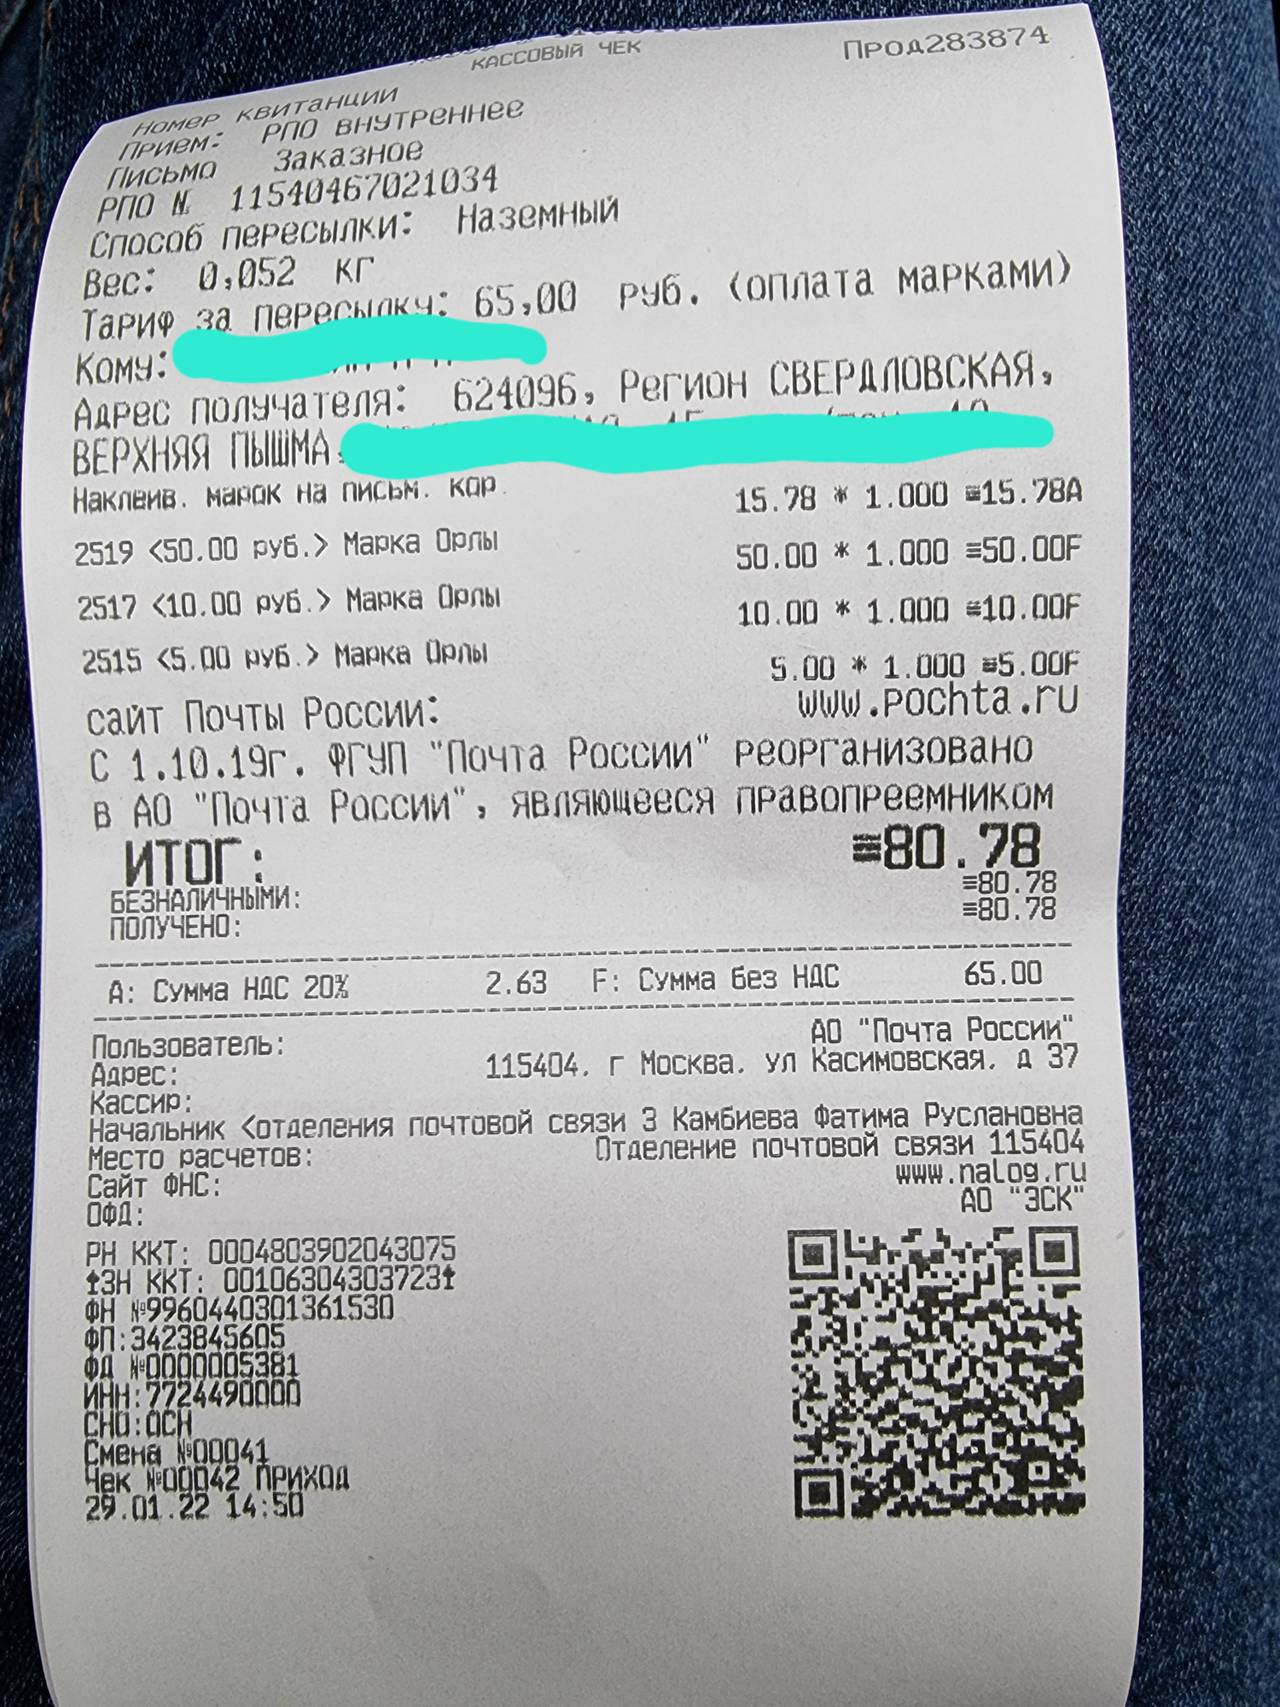 КАССОВЫЙ ЧЕК
Прод283874
Номер квитанции
Прием: РПО внутреннее
Письмо Заказное
РПО № 11540467021034
Способ пересылки: Наземный
Вес: 0,052 кг
Тариф за пересылку: 65,00 руб. (оплата марками)
Кому:
Адрес получателя: 624096, Регион СВЕРДЛОВСКАЯ,
ВЕРХНЯЯ ПЫШМА,
Наклеив. марок на письм. кор. 15.78 * 1.000 ≡15.78А
2519 <50.00 руб.> Марка Орлы 50.00 * 1.000 ≡50.00F
2517 <10.00 руб.> Марка Орлы 10.00 * 1.000 ≡10.00F
2515 <5.00 руб.> Марка Орлы 5.00 * 1.000 ≡5.00F
сайт Почты России: www.pochta.ru
С 1.10.19г. ФГУП "Почта России" реорганизовано
в АО "Почта России", являющееся правопреемником
ИТОГ: ≡80.78
БЕЗНАЛИЧНЫМИ: ≡80.78
ПОЛУЧЕНО: ≡80.78
А: Сумма НДС 20% 2.63 F: Сумма без НДС 65.00
Пользователь: АО "Почта России"
Адрес: 115404, г Москва, ул Касимовская, д 37
Кассир:
Начальник <отделения почтовой связи 3 Камбиева Фатима Руслановна
Место расчетов: Отделение почтовой связи 115404
Сайт ФНС: www.nalog.ru
ОФД: АО "ЭСК"
РН ККТ: 0004803902043075
ЗН ККТ: 00106304303723
ФН №9960440301361530
ФП:3423845605
ФД №0000005381
ИНН:7724490000
СНО:ОСН
Смена №00041
Чек №00042 ПРИХОД
29.01.22 14:50